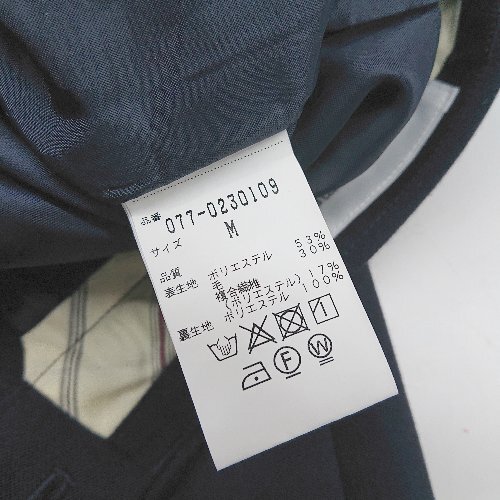 品番 077-0230109
サイズ M
品質
表生地 ポリエステル 53%
毛 30%
複合繊維
(ポリエステル) 17%
裏生地 ポリエステル 100%
F W